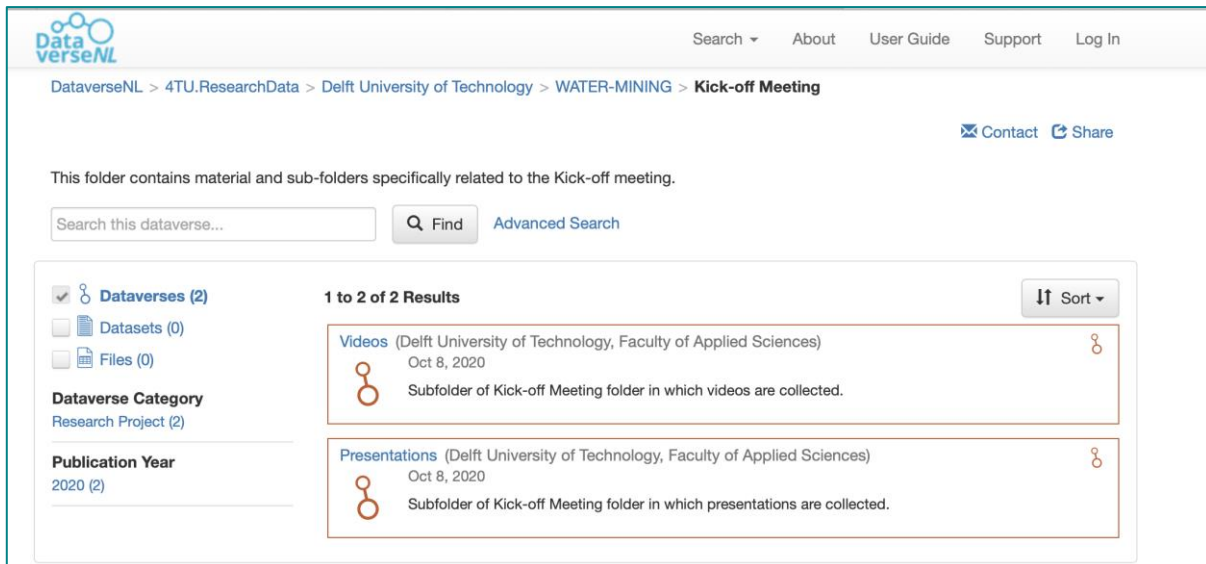 Data
verseNL
Search About User Guide Support Log In
DataverseNL > 4TU.ResearchData > Delft University of Technology > WATER-MINING > Kick-off Meeting
Contact Share
This folder contains material and sub-folders specifically related to the Kick-off meeting.
Search this dataverse... Find Advanced Search
Dataverses (2)
Datasets (0)
Files (0)
Dataverse Category
Research Project (2)
Publication Year
2020 (2)
1 to 2 of 2 Results Sort
Videos (Delft University of Technology, Faculty of Applied Sciences)
Oct 8, 2020
Subfolder of Kick-off Meeting folder in which videos are collected.
Presentations (Delft University of Technology, Faculty of Applied Sciences)
Oct 8, 2020
Subfolder of Kick-off Meeting folder in which presentations are collected.